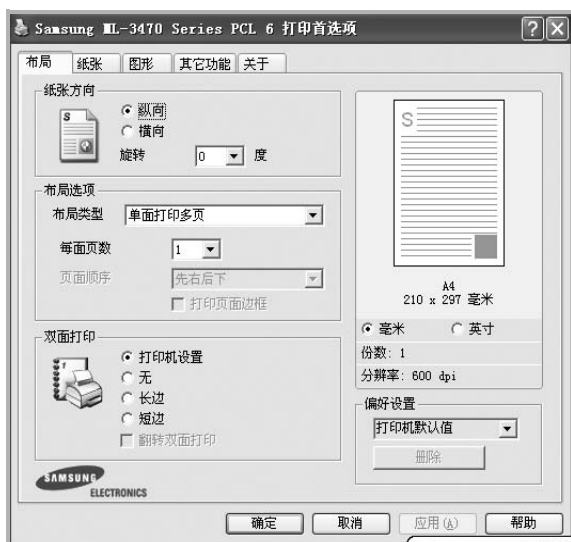 Samsung ML-3470 Series PCL 6 打印首选项
布局 纸张 图形 其它功能 关于
纸张方向
S
纵向
横向
旋转 0 度
布局选项
布局类型 单面打印多页
每面页数 1
页面顺序 先右后下
打印页面边框
双面打印
打印机设置
无
长边
短边
翻转双面打印
SAMSUNG
ELECTRONICS
S
A4
210 x 297 毫米
毫米 英寸
份数: 1
分辨率: 600 dpi
偏好设置
打印机默认值
删除
确定 取消 应用(A) 帮助